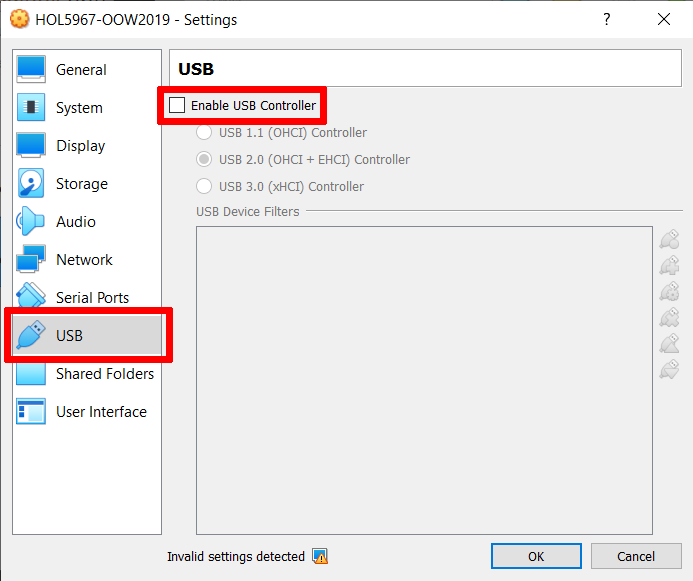 HOL5967-OOW2019 - Settings
?
General
System
Display
Storage
Audio
Network
Serial Ports
USB
Shared Folders
User Interface
USB
Enable USB Controller
USB 1.1 (OHCI) Controller
USB 2.0 (OHCI + EHCI) Controller
USB 3.0 (xHCI) Controller
USB Device Filters
Invalid settings detected
OK
Cancel